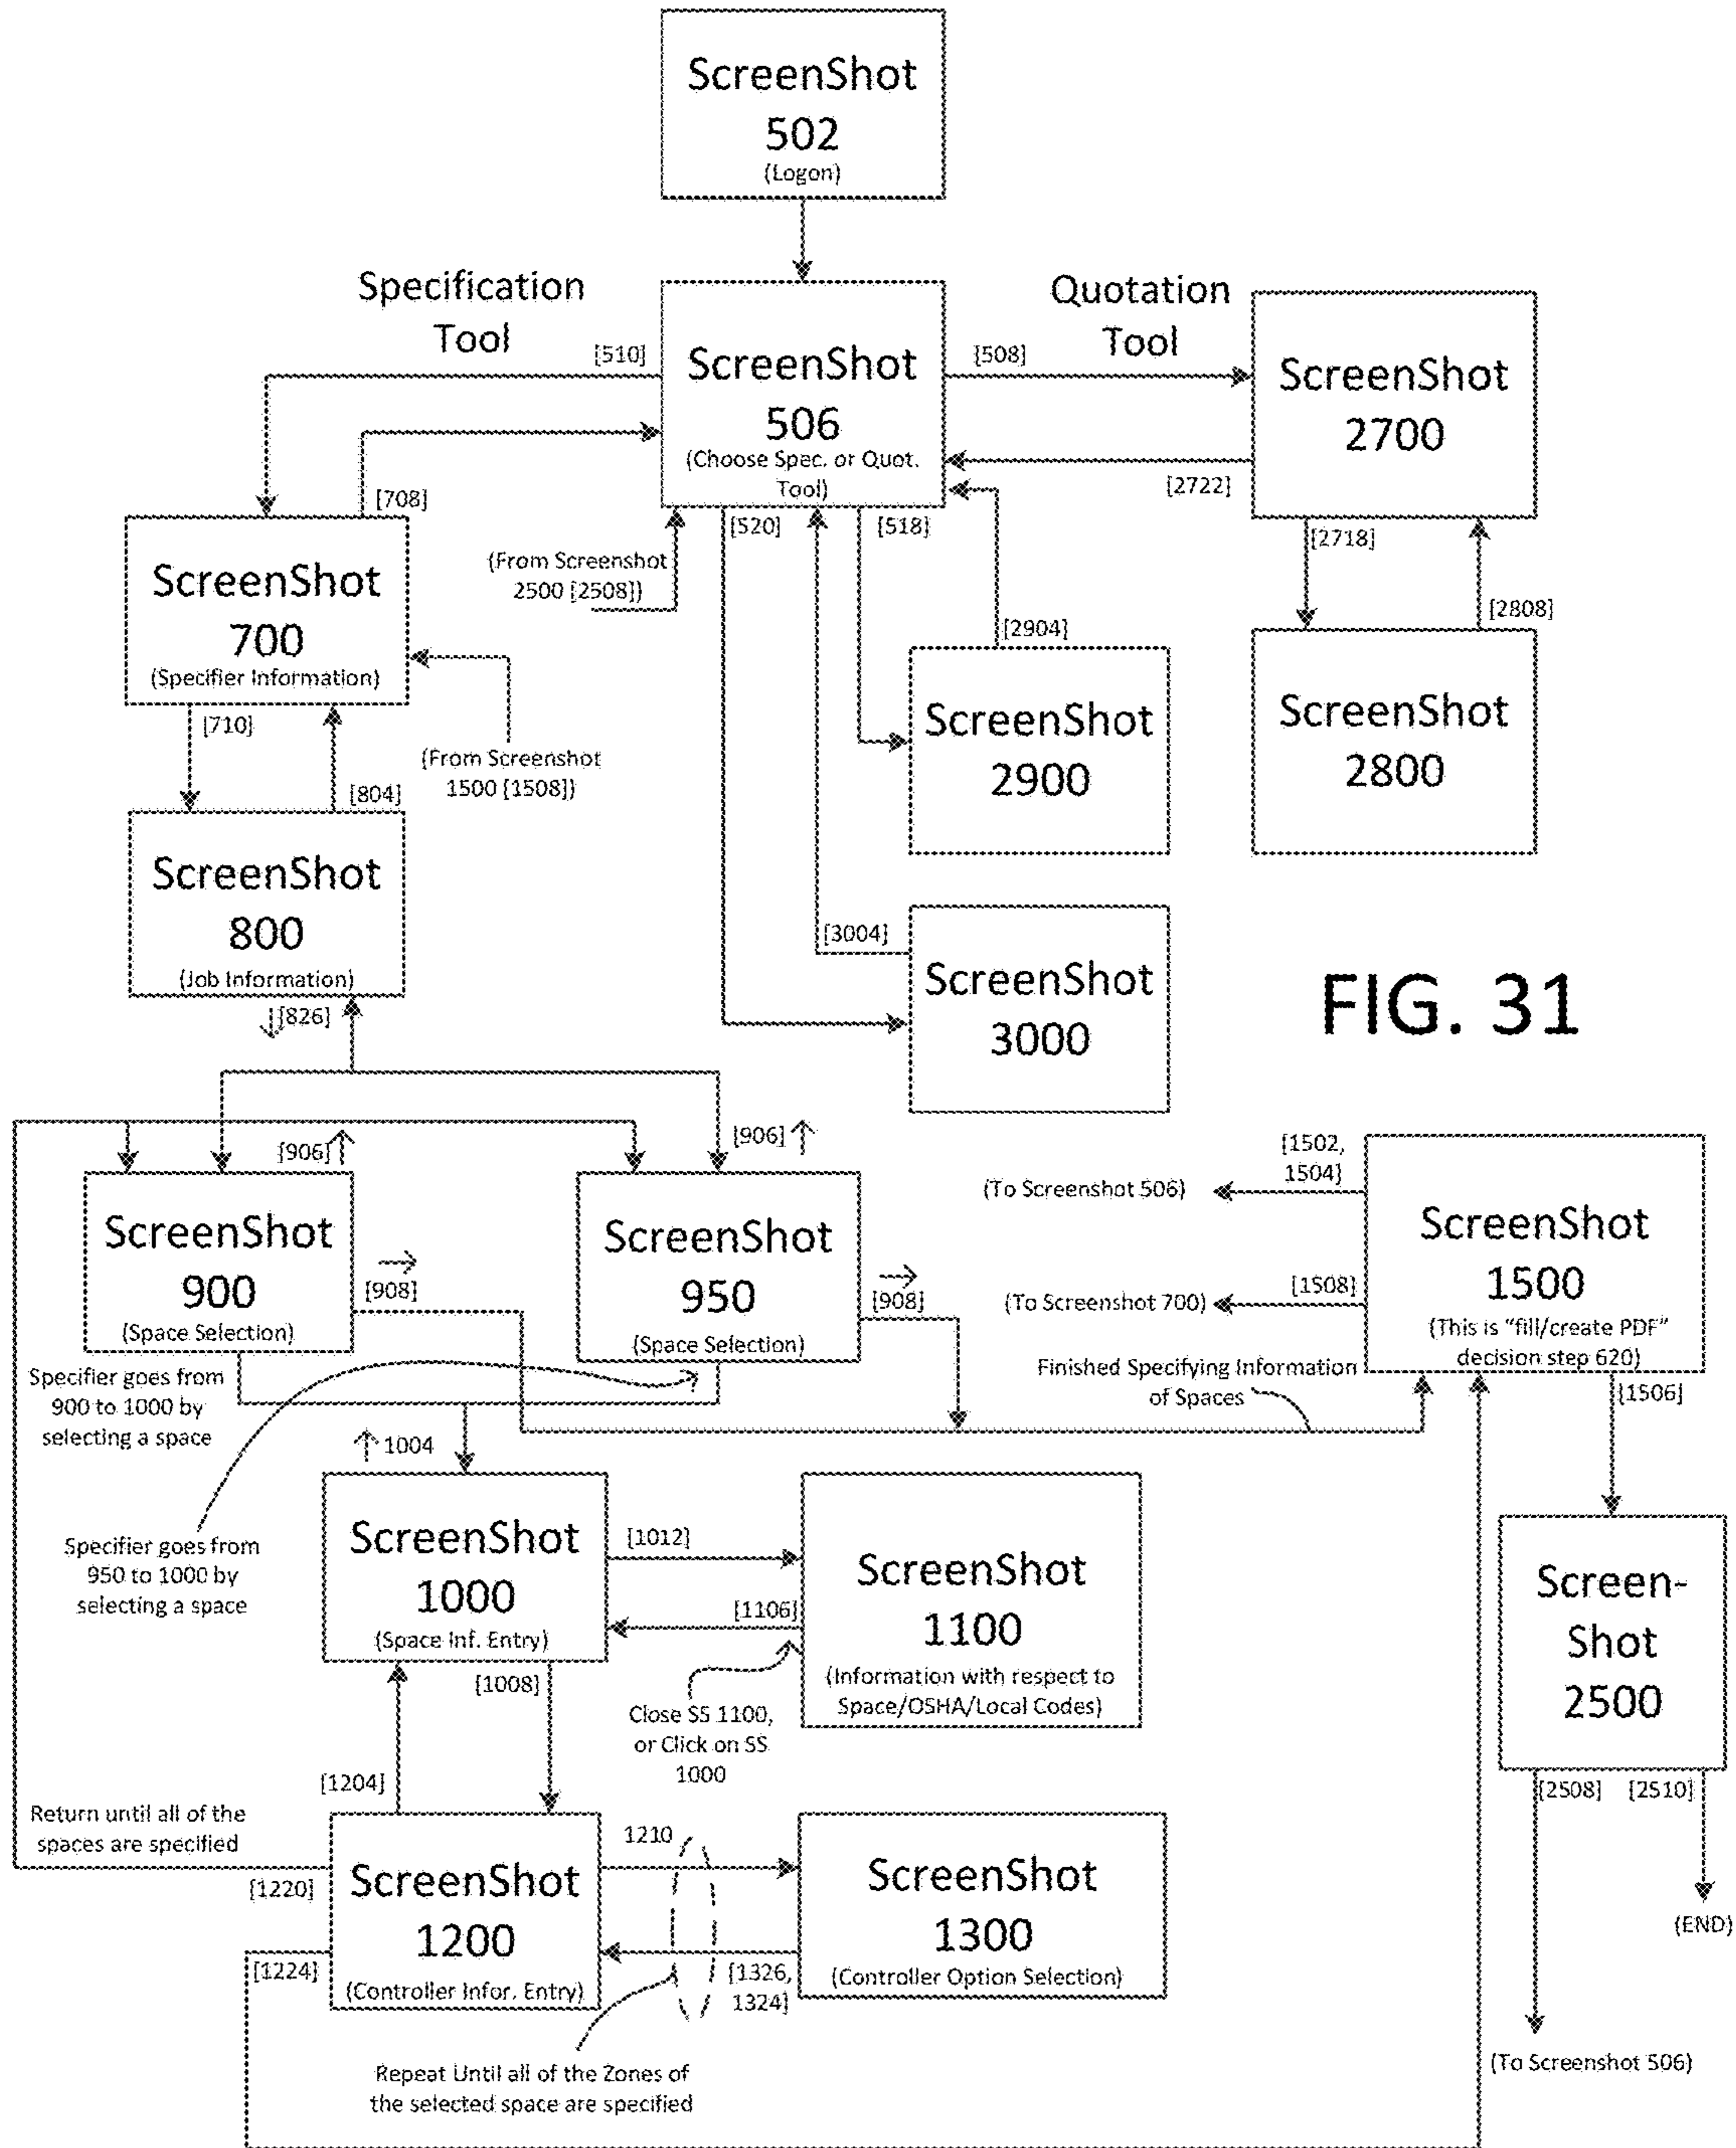 ScreenShot
502
(Logon)
Specification
Tool
Quotation
Tool
[510]
ScreenShot
506
(Choose Spec. or Quot.
Tool)
[508]
ScreenShot
2700
[2722]
[708]
[520]
[518]
[2718]
(From Screenshot
2500 [2508])
ScreenShot
700
(Specifier Information)
[2904]
[2808]
[710]
(From Screenshot
1500 [1508])
ScreenShot
2900
ScreenShot
2800
[804]
ScreenShot
800
(Job Information)
[826]
[3004]
ScreenShot
3000
FIG. 31
[906]
[906]
ScreenShot
900
(Space Selection)
[908]
ScreenShot
950
(Space Selection)
[908]
[1502,
1504]
(To Screenshot 506)
ScreenShot
1500
(This is "fill/create PDF"
decision step 620)
[1508]
(To Screenshot 700)
Finished Specifying Information
of Spaces
[1506]
Specifier goes from
900 to 1000 by
selecting a space
1004
Specifier goes from
950 to 1000 by
selecting a space
ScreenShot
1000
(Space Inf. Entry)
[1012]
[1106]
ScreenShot
1100
(Information with respect to
Space/OSHA/Local Codes)
Screen-
Shot
2500
[1008]
Close SS 1100,
or Click on SS
1000
[1204]
[2508]
[2510]
Return until all of the
spaces are specified
1210
[1220]
ScreenShot
1200
(Controller Infor. Entry)
ScreenShot
1300
(Controller Option Selection)
[1224]
[1326,
1324]
(END)
Repeat Until all of the Zones of
the selected space are specified
(To Screenshot 506)